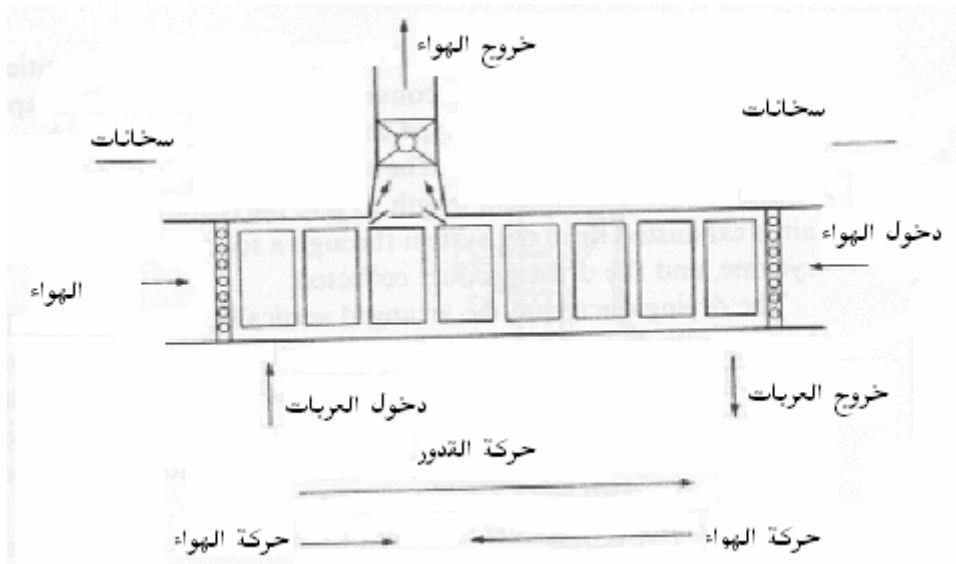 خروج الهواء
سخانات
سخانات
دخول الهواء
الهواء
خروج العربات
دخول العربات
حركة القدور
حركة الهواء
حركة الهواء